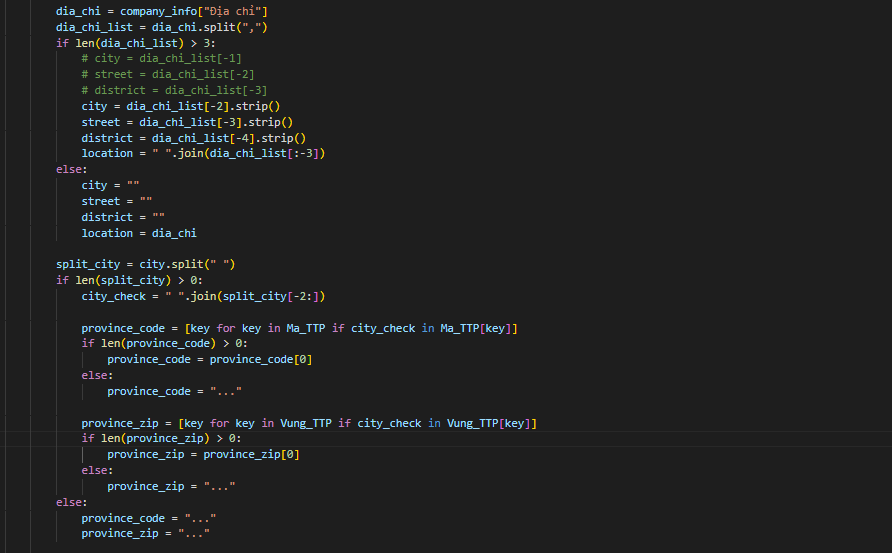 dia_chi = company_info["Địa chỉ"]
dia_chi_list = dia_chi.split(",")
if len(dia_chi_list) > 3:
    # city = dia_chi_list[-1]
    # street = dia_chi_list[-2]
    # district = dia_chi_list[-3]
    city = dia_chi_list[-2].strip()
    street = dia_chi_list[-3].strip()
    district = dia_chi_list[-4].strip()
    location = " ".join(dia_chi_list[:-3])
else:
    city = ""
    street = ""
    district = ""
    location = dia_chi

split_city = city.split(" ")
if len(split_city) > 0:
    city_check = " ".join(split_city[-2:])

    province_code = [key for key in Ma_TTP if city_check in Ma_TTP[key]]
    if len(province_code) > 0:
        province_code = province_code[0]
    else:
        province_code = "..."

    province_zip = [key for key in Vung_TTP if city_check in Vung_TTP[key]]
    if len(province_zip) > 0:
        province_zip = province_zip[0]
    else:
        province_zip = "..."
else:
    province_code = "..."
    province_zip = "..."